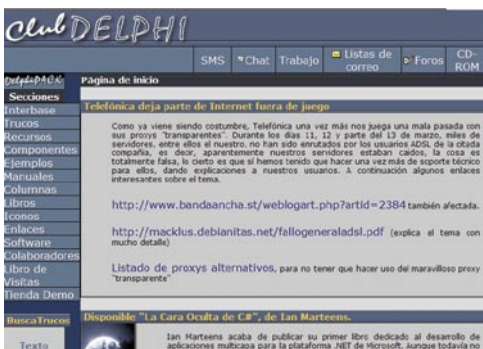 Club DELPHI
SMS Chat Trabajo Listas de correo Foros CD-ROM
DelphiPACK
Página de inicio
Secciones
Interbase
Trucos
Recursos
Componentes
Ejemplos
Manuales
Columnas
Libros
Iconos
Enlaces
Software
Colaboradores
Libro de
Visitas
Tienda Demo
BuscaTrucos
Texto
Telefónica deja parte de Internet fuera de juego
Como ya viene siendo costumbre, Telefónica una vez más nos juega una mala pasada con
sus proxys "transparentes". Durante los días 11, 12 y parte del 13 de marzo, miles de
servidores, entre ellos el nuestro, no han sido enrutados por los usuarios ADSL de la citada
compañía, es decir, aparentemente nuestros servidores estaban caídos, la cosa es
totalmente falsa, lo cierto es que sí hemos tenido que hacer una vez más de soporte técnico
para ellos, dando explicaciones a nuestros usuarios. A continuación algunos enlaces
interesantes sobre el tema.
http://www.bandaancha.st/weblogart.php?artid=2384 también afectada.
http://macklus.debianitas.net/fallogeneraladsl.pdf (explica el tema con
mucho detalle)
Listado de proxys alternativos, para no tener que hacer uso del maravilloso proxy
"transparente"
Disponible "La Cara Oculta de C#", de Ian Marteens.
Ian Marteens acaba de publicar su primer libro dedicado al desarrollo de
aplicaciones multicapa para la plataforma .NET de Microsoft. Aunque todavía no